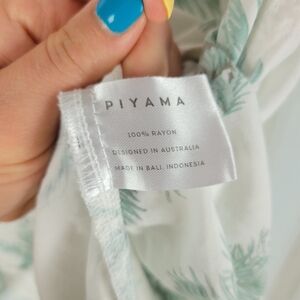 PIYAMA
100% RAYON
DESIGNED IN AUSTRALIA
MADE IN BALI, INDONESIA